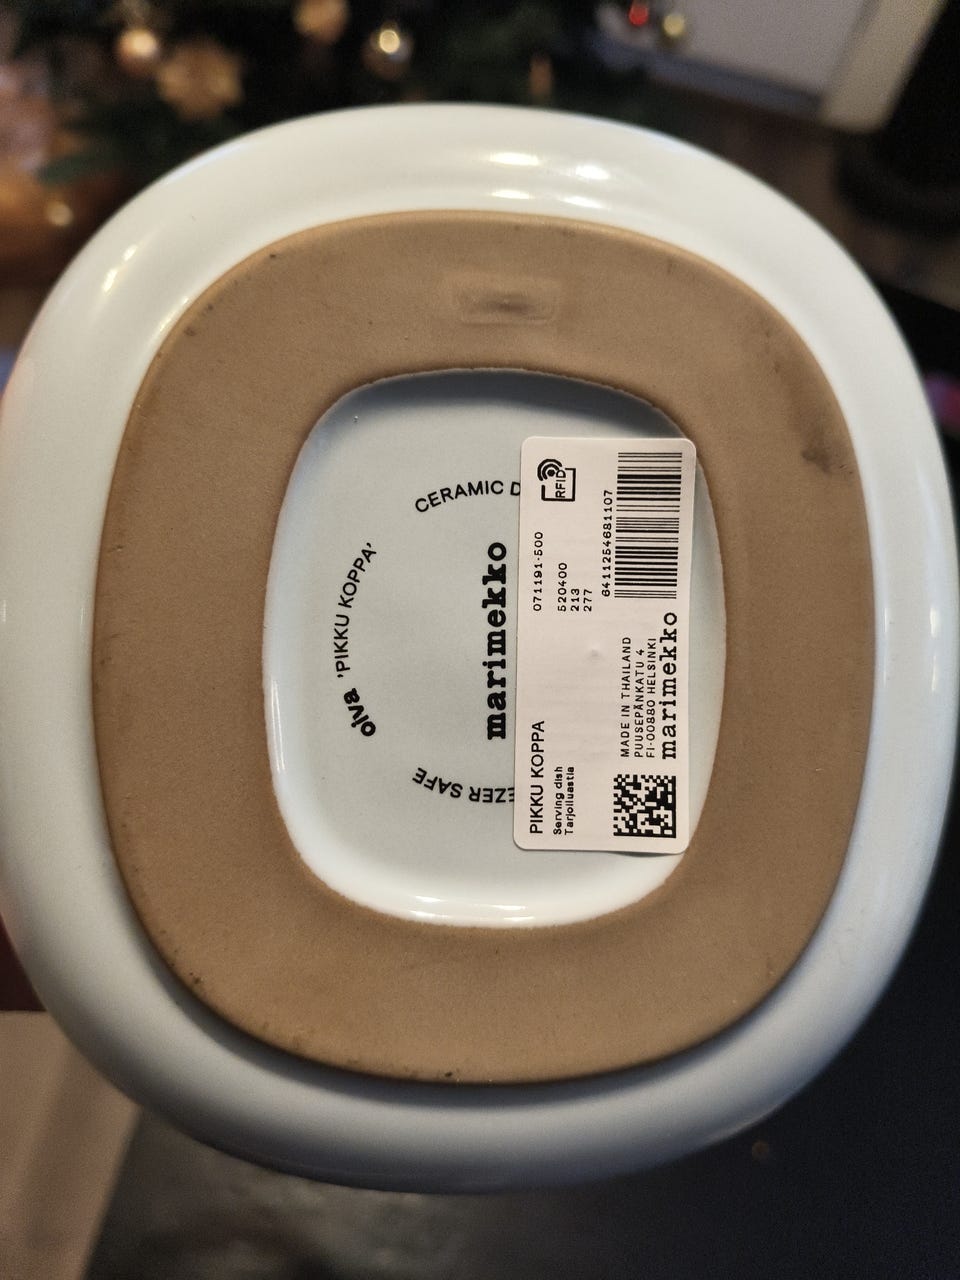 oiva 'PIKKU KOPPA'
CERAMIC D
marimekko
EZER SAFE
RFID
071191-500
520400
213
277
6411254681107
PIKKU KOPPA
Serving dish
Tarjoiluastia
MADE IN THAILAND
PUUSEPÄNKATU 4
FI-00880 HELSINKI
marimekko